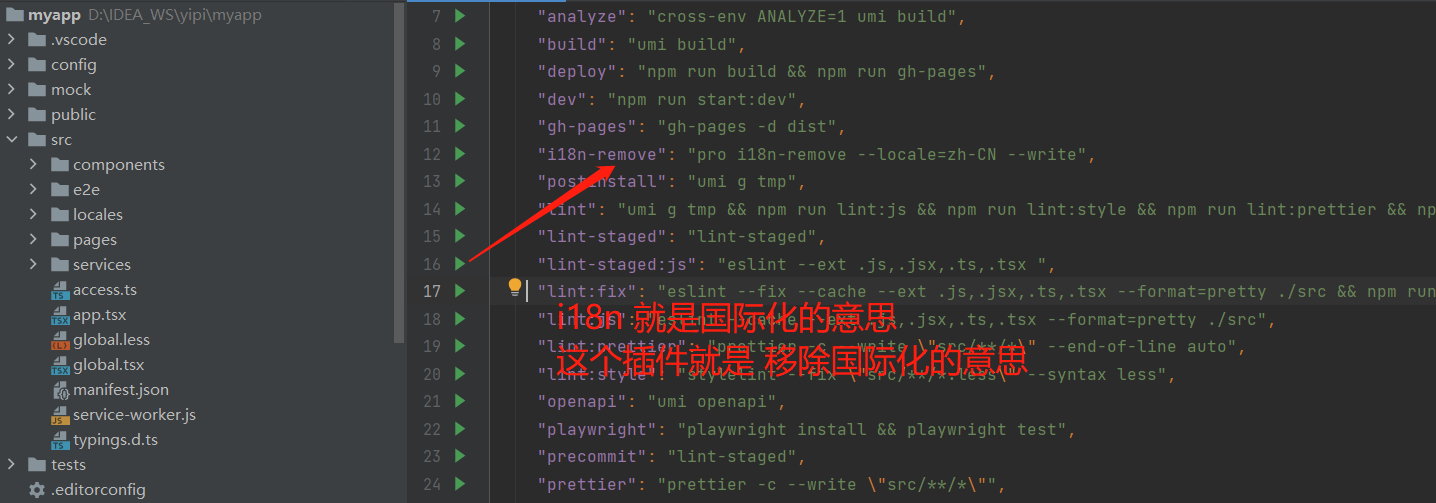 myapp D:\IDEA_WS\yipi\myapp
.vscode
config
mock
public
src
components
e2e
locales
pages
services
access.ts
app.tsx
global.less
global.tsx
manifest.json
service-worker.js
typings.d.ts
tests
.editorconfig
7 "analyze": "cross-env ANALYZE=1 umi build",
8 "build": "umi build",
9 "deploy": "npm run build && npm run gh-pages",
10 "dev": "npm run start:dev",
11 "gh-pages": "gh-pages -d dist",
12 "i18n-remove": "pro i18n-remove --locale=zh-CN --write",
13 "postinstall": "umi g tmp",
14 "lint": "umi g tmp && npm run lint:js && npm run lint:style && npm run lint:prettier && np
15 "lint-staged": "lint-staged",
16 "lint-staged:js": "eslint --ext .js,.jsx,.ts,.tsx ",
17 "lint:fix": "eslint --fix --cache --ext .js,.jsx,.ts,.tsx --format=pretty ./src && npm run
i18n 就是国际化的意思
18 "lint:js": "eslint --cache --ext .js,.jsx,.ts,.tsx --format=pretty ./src",
19 "lint:prettier": "prettier -c --write \"src/**/*\" --end-of-line auto",
这个插件就是 移除国际化的意思
20 "lint:style": "stylelint --fix \"src/**/*.less\" --syntax less",
21 "openapi": "umi openapi",
22 "playwright": "playwright install && playwright test",
23 "precommit": "lint-staged",
24 "prettier": "prettier -c --write \"src/**/*\"",